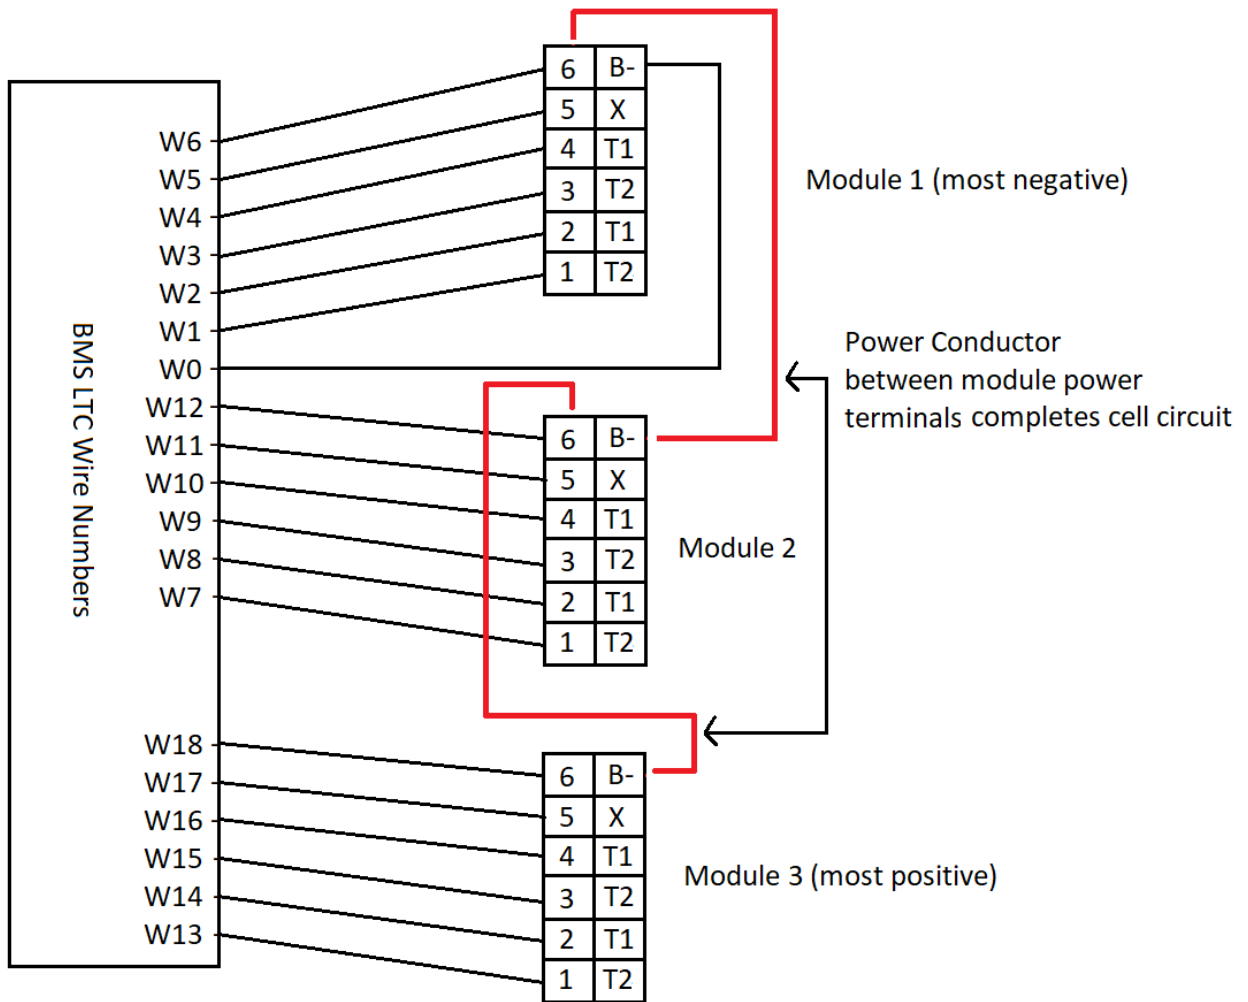 BMS LTC Wire Numbers
W6
W5
W4
W3
W2
W1
W0
W12
W11
W10
W9
W8
W7
W18
W17
W16
W15
W14
W13
6 B-
5 X
4 T1
3 T2
2 T1
1 T2
Module 1 (most negative)
Power Conductor
between module power
terminals completes cell circuit
6 B-
5 X
4 T1
3 T2
2 T1
1 T2
Module 2
6 B-
5 X
4 T1
3 T2
2 T1
1 T2
Module 3 (most positive)